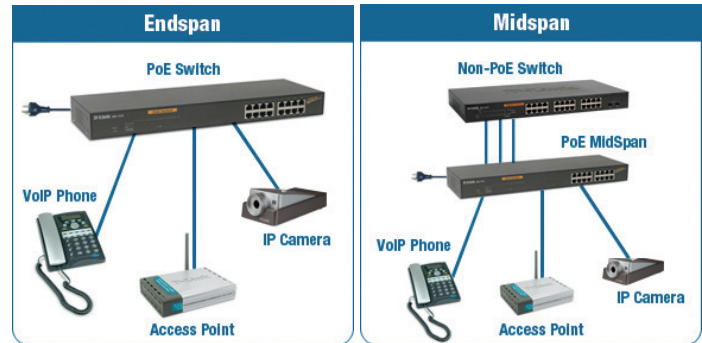 Endspan
PoE Switch
VoIP Phone
IP Camera
Access Point
Midspan
Non-PoE Switch
PoE MidSpan
VoIP Phone
IP Camera
Access Point